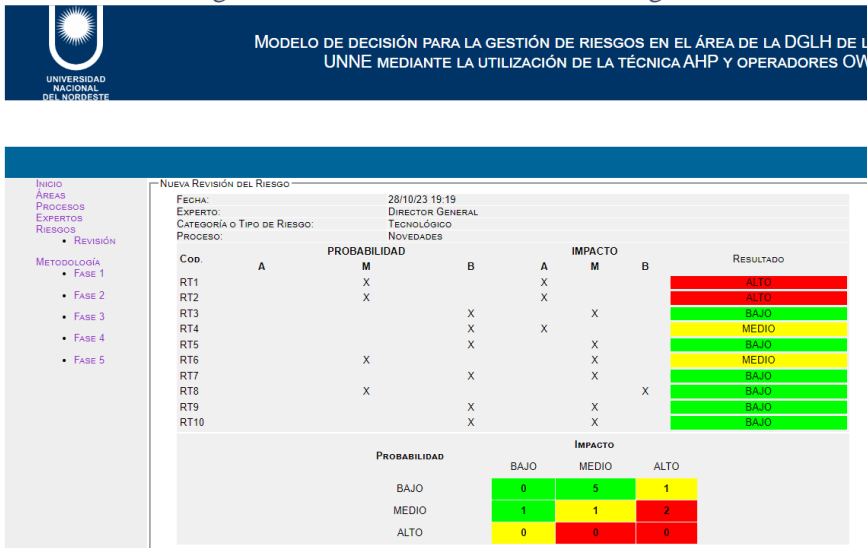 MODELO DE DECISIÓN PARA LA GESTIÓN DE RIESGOS EN EL ÁREA DE LA DGLH DE L
UNNE MEDIANTE LA UTILIZACIÓN DE LA TÉCNICA AHP Y OPERADORES OW
UNIVERSIDAD
NACIONAL
DEL NORDESTE
INICIO
ÁREAS
PROCESOS
EXPERTOS
RIESGOS
• REVISIÓN
METODOLOGÍA
• FASE 1
• FASE 2
• FASE 3
• FASE 4
• FASE 5
NUEVA REVISIÓN DEL RIESGO
FECHA: 28/10/23 19:19
EXPERTO: DIRECTOR GENERAL
CATEGORÍA O TIPO DE RIESGO: TECNOLÓGICO
PROCESO: NOVEDADES
COD. PROBABILIDAD IMPACTO RESULTADO
A M B A M B
RT1 X X ALTO
RT2 X X ALTO
RT3 X X BAJO
RT4 X X MEDIO
RT5 X X BAJO
RT6 X X MEDIO
RT7 X X BAJO
RT8 X X BAJO
RT9 X X BAJO
RT10 X X BAJO
PROBABILIDAD IMPACTO
BAJO MEDIO ALTO
BAJO 0 5 1
MEDIO 1 1 2
ALTO 0 0 0